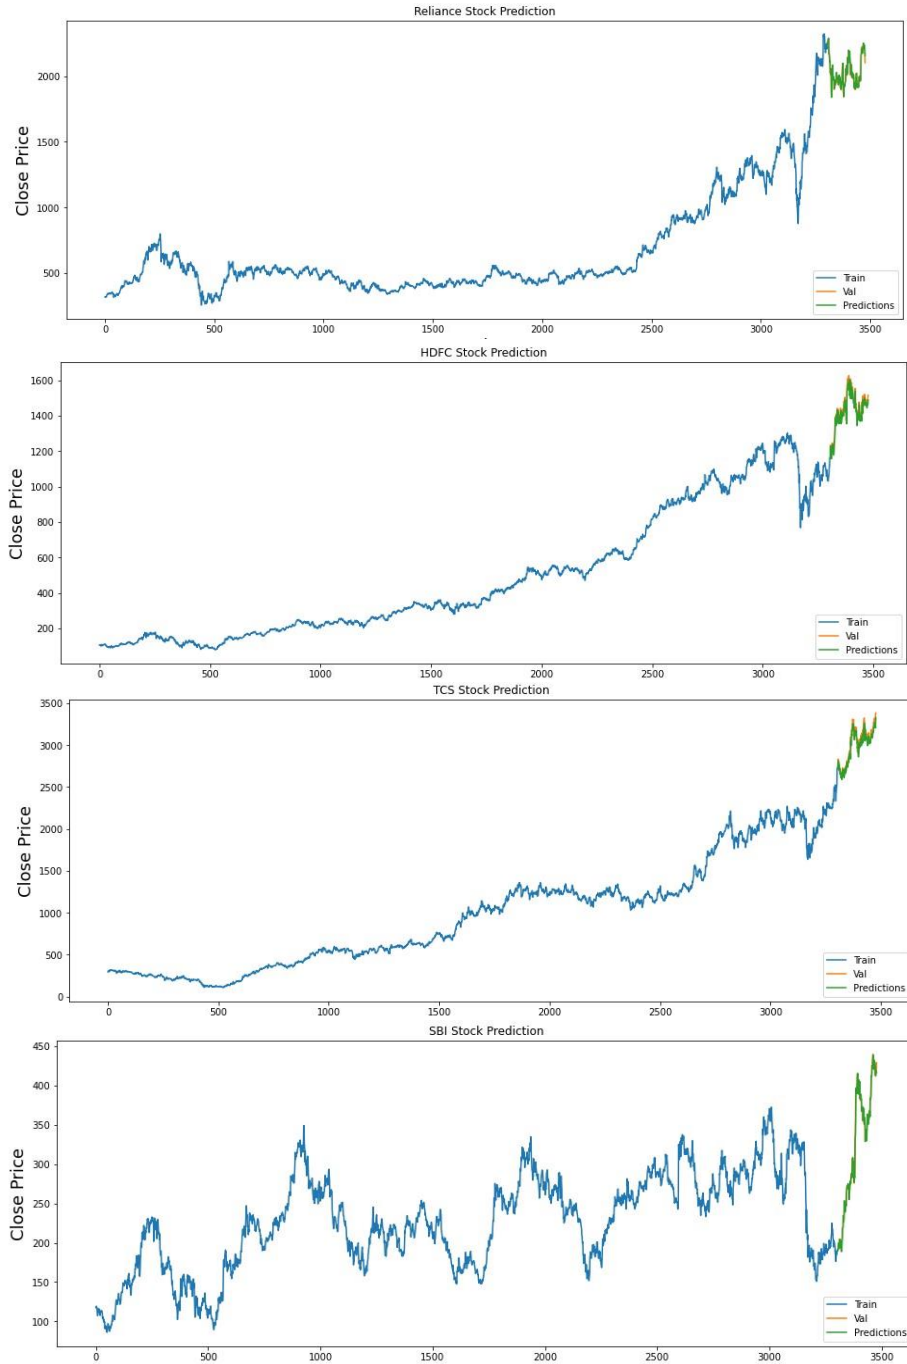 Reliance Stock Prediction
2000
1500
1000
500
Close Price
Train
Val
Predictions
0 500 1000 1500 2000 2500 3000 3500
HDFC Stock Prediction
1600
1400
1200
1000
800
600
400
200
Close Price
Train
Val
Predictions
0 500 1000 1500 2000 2500 3000 3500
TCS Stock Prediction
3500
3000
2500
2000
1500
1000
500
0
Close Price
Train
Val
Predictions
0 500 1000 1500 2000 2500 3000 3500
SBI Stock Prediction
450
400
350
300
250
200
150
100
Close Price
Train
Val
Predictions
0 500 1000 1500 2000 2500 3000 3500